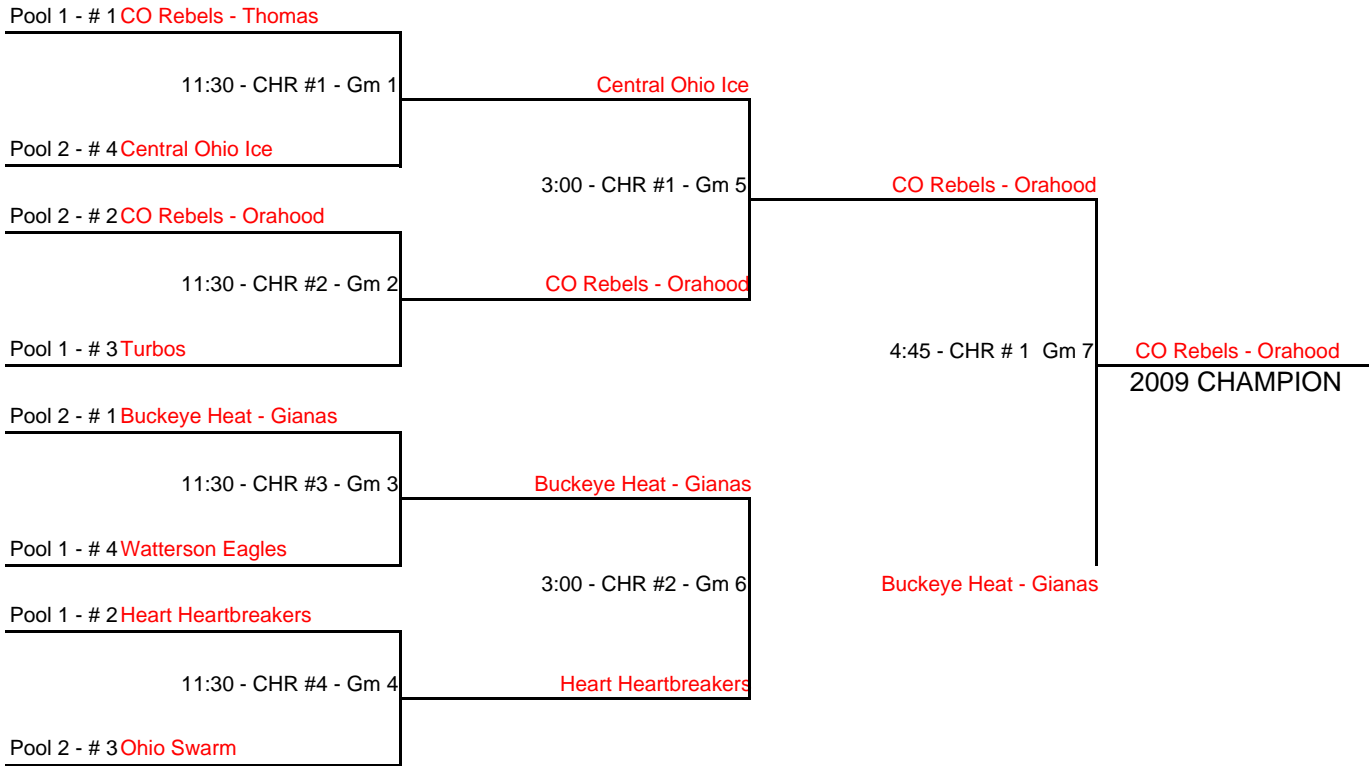 Pool 1 - # 1 CO Rebels - Thomas
11:30 - CHR #1 - Gm 1
Central Ohio Ice
Pool 2 - # 4 Central Ohio Ice
3:00 - CHR #1 - Gm 5
CO Rebels - Orahood
Pool 2 - # 2 CO Rebels - Orahood
11:30 - CHR #2 - Gm 2
CO Rebels - Orahood
Pool 1 - # 3 Turbos
4:45 - CHR # 1 Gm 7
CO Rebels - Orahood
2009 CHAMPION
Pool 2 - # 1 Buckeye Heat - Gianas
11:30 - CHR #3 - Gm 3
Buckeye Heat - Gianas
Pool 1 - # 4 Watterson Eagles
3:00 - CHR #2 - Gm 6
Buckeye Heat - Gianas
Pool 1 - # 2 Heart Heartbreakers
11:30 - CHR #4 - Gm 4
Heart Heartbreakers
Pool 2 - # 3 Ohio Swarm